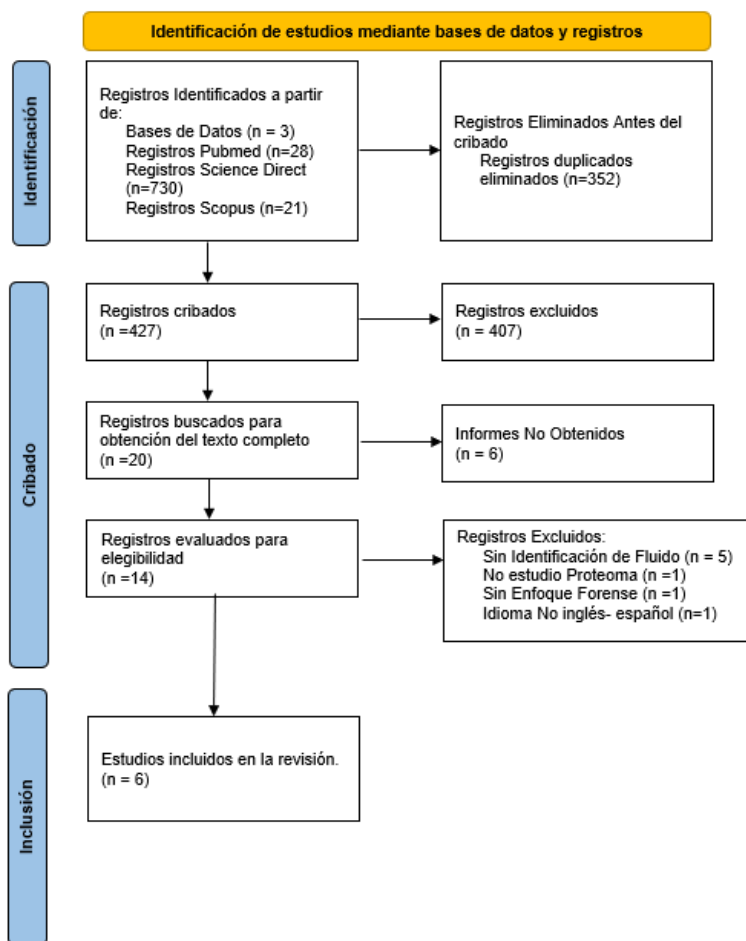 Identificación de estudios mediante bases de datos y registros
Identificación
Registros Identificados a partir
de:
Bases de Datos (n = 3)
Registros Pubmed (n=28)
Registros Science Direct
(n=730)
Registros Scopus (n=21)
Registros Eliminados Antes del
cribado
Registros duplicados
eliminados (n=352)
Cribado
Registros cribados
(n =427)
Registros excluidos
(n = 407)
Registros buscados para
obtención del texto completo
(n =20)
Informes No Obtenidos
(n = 6)
Registros evaluados para
elegibilidad
(n =14)
Registros Excluidos:
Sin Identificación de Fluido (n = 5)
No estudio Proteoma (n =1)
Sin Enfoque Forense (n =1)
Idioma No inglés- español (n=1)
Inclusión
Estudios incluidos en la revisión.
(n = 6)